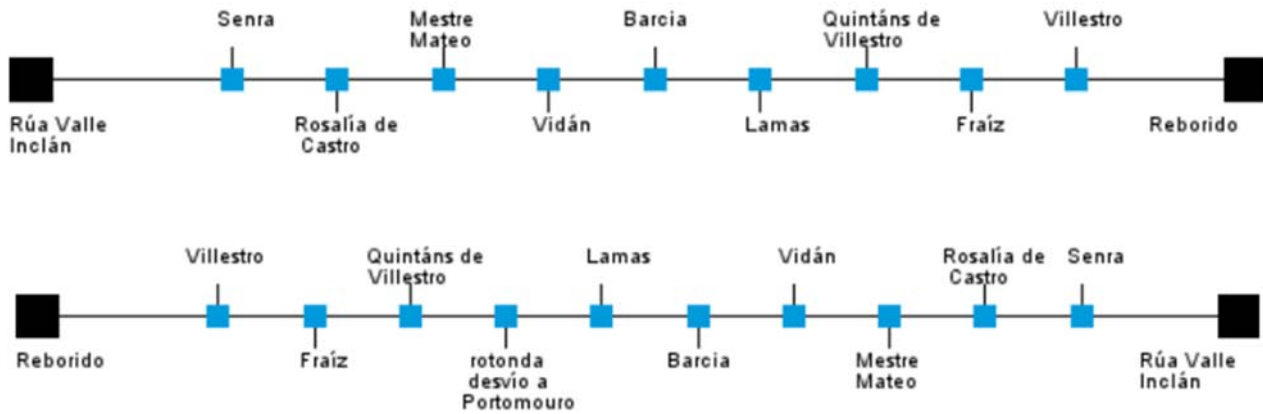 Senra
Mestre
Mateo
Barcia
Quintáns de
Villestro
Villestro
Rúa Valle
Inclán
Rosalía de
Castro
Vidán
Lamas
Fraíz
Reborido
Villestro
Quintáns de
Villestro
Lamas
Vidán
Rosalía de
Castro
Senra
Reborido
Fraíz
rotonda
desvío a
Portomouro
Barcia
Mestre
Mateo
Rúa Valle
Inclán